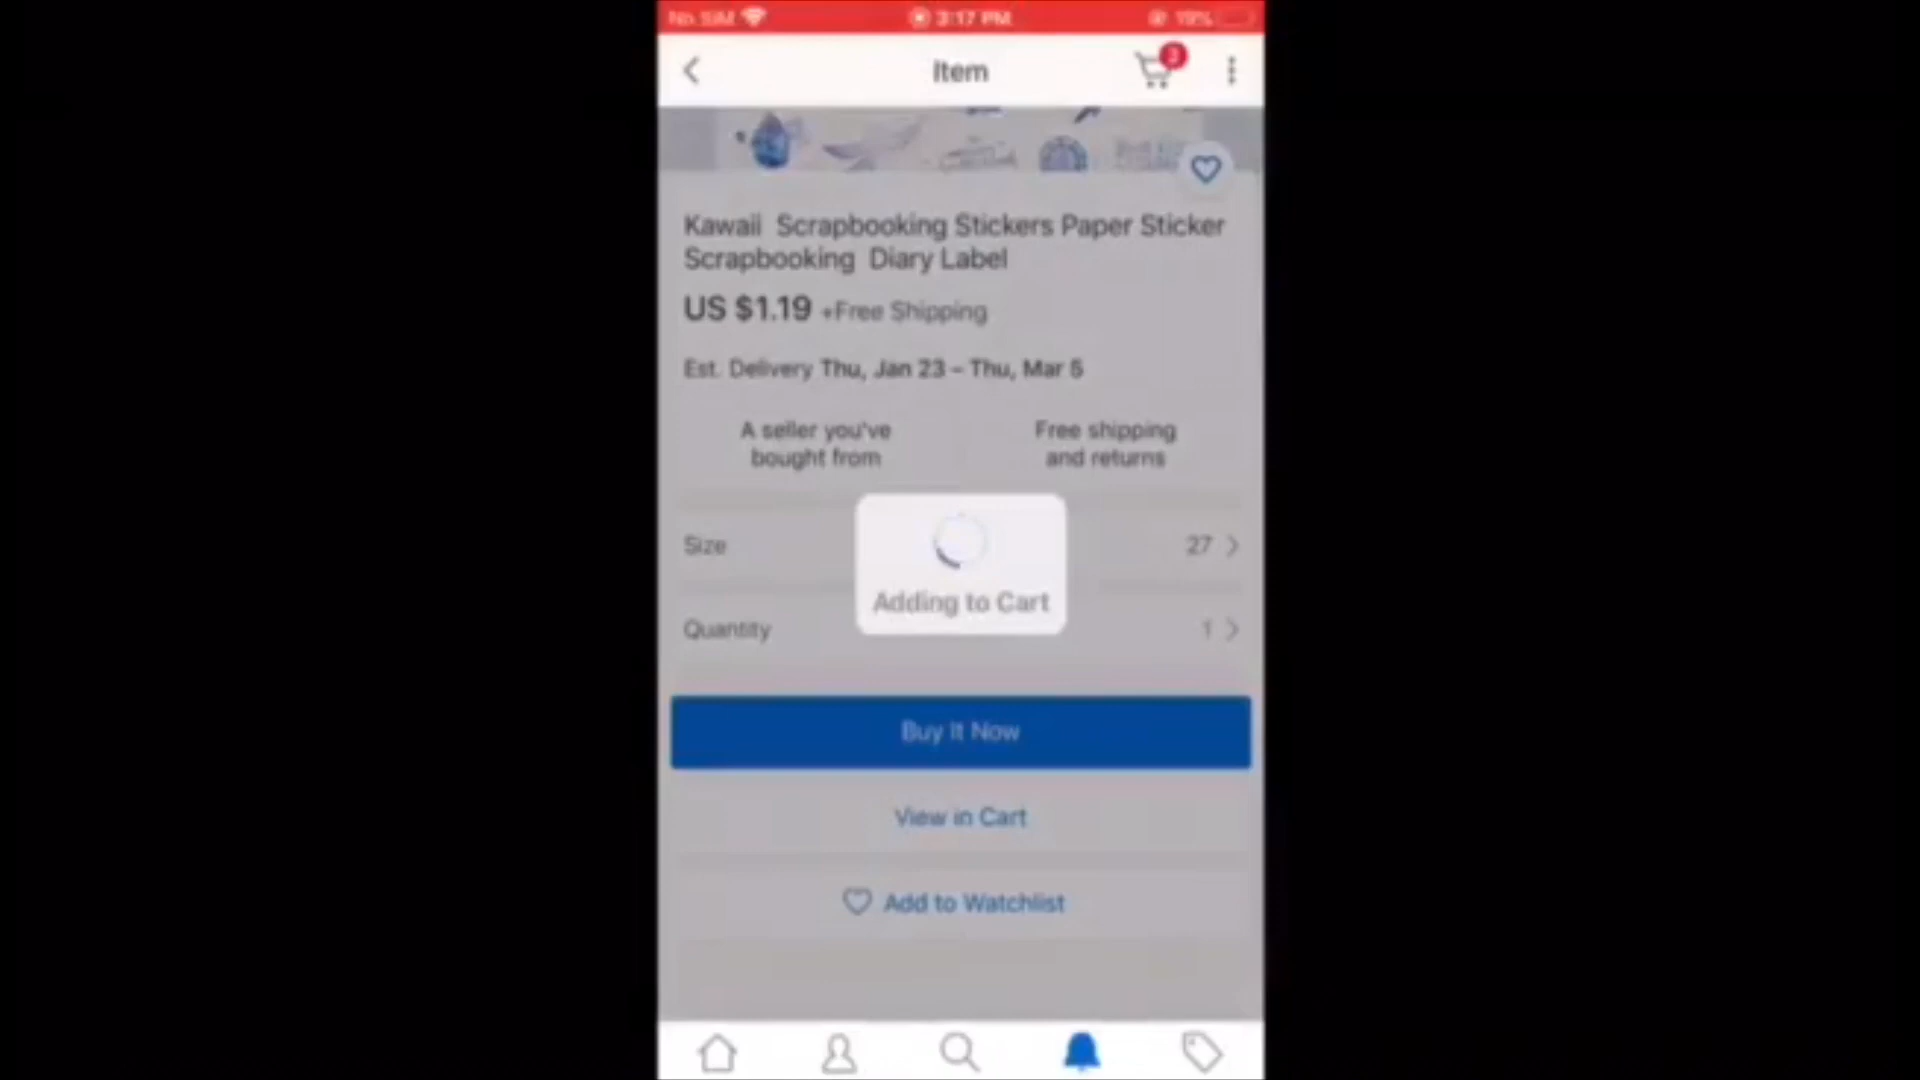 No SIM 3:17 PM 19%
Item
3
Kawaii Scrapbooking Stickers Paper Sticker
Scrapbooking Diary Label
US $1.19 +Free Shipping
Est. Delivery Thu, Jan 23 – Thu, Mar 5
A seller you've
bought from
Free shipping
and returns
Size 27
Adding to Cart
Quantity 1
Buy It Now
View in Cart
Add to Watchlist